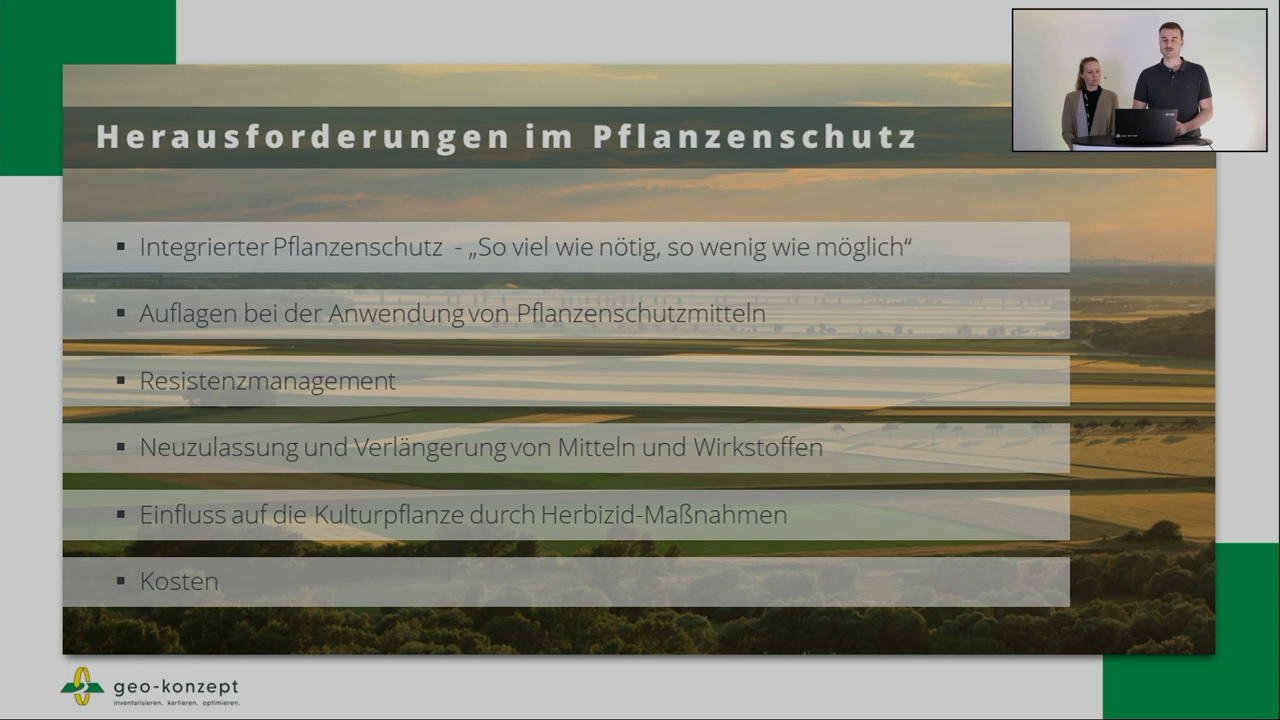 Herausforderungen im Pflanzenschutz
▪ Integrierter Pflanzenschutz - „So viel wie nötig, so wenig wie möglich“
▪ Auflagen bei der Anwendung von Pflanzenschutzmitteln
▪ Resistenzmanagement
▪ Neuzulassung und Verlängerung von Mitteln und Wirkstoffen
▪ Einfluss auf die Kulturpflanze durch Herbizid-Maßnahmen
▪ Kosten
geo-konzept
inventarisieren. kartieren. optimieren.